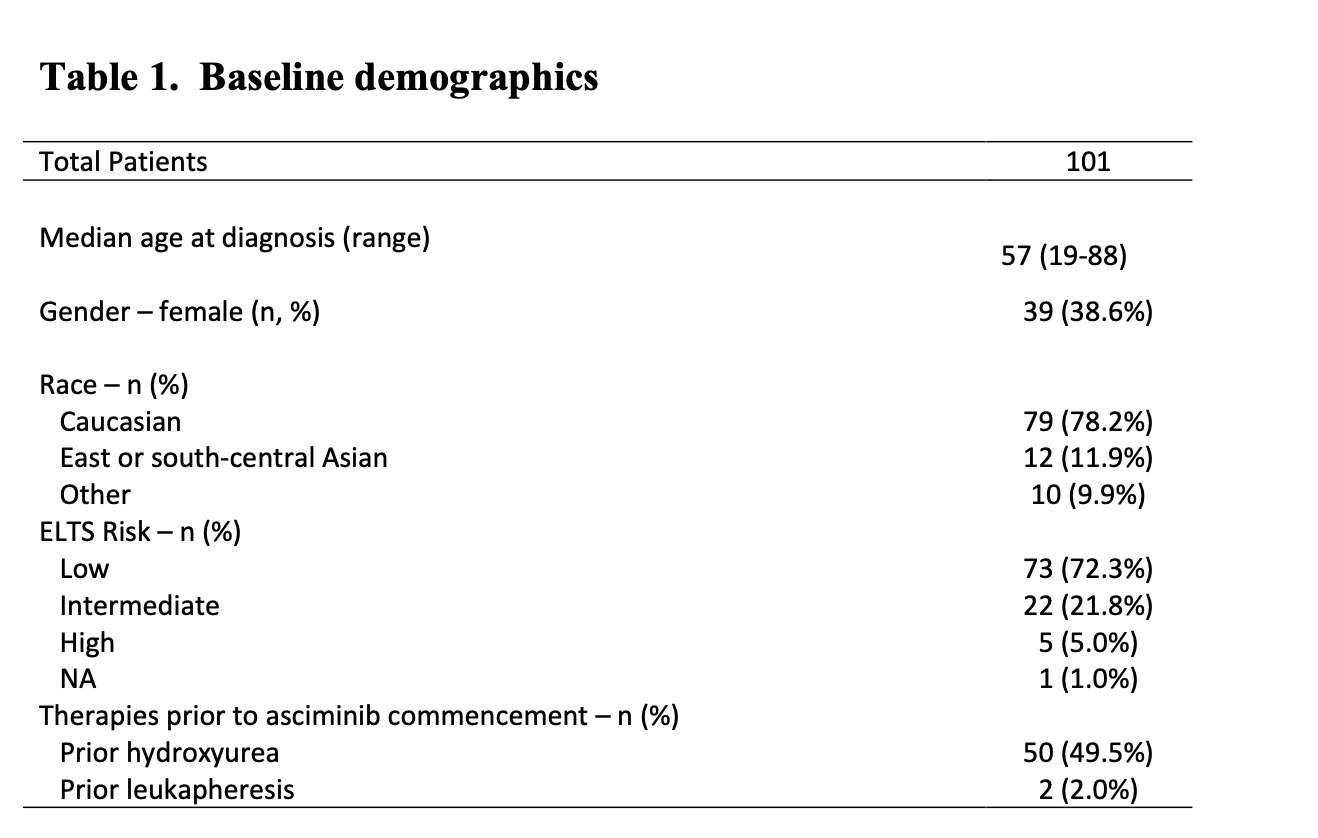 Table 1. Baseline demographics
Total Patients 101
Median age at diagnosis (range) 57 (19-88)
Gender – female (n, %) 39 (38.6%)
Race – n (%)
Caucasian 79 (78.2%)
East or south-central Asian 12 (11.9%)
Other 10 (9.9%)
ELTS Risk – n (%)
Low 73 (72.3%)
Intermediate 22 (21.8%)
High 5 (5.0%)
NA 1 (1.0%)
Therapies prior to asciminib commencement – n (%)
Prior hydroxyurea 50 (49.5%)
Prior leukapheresis 2 (2.0%)